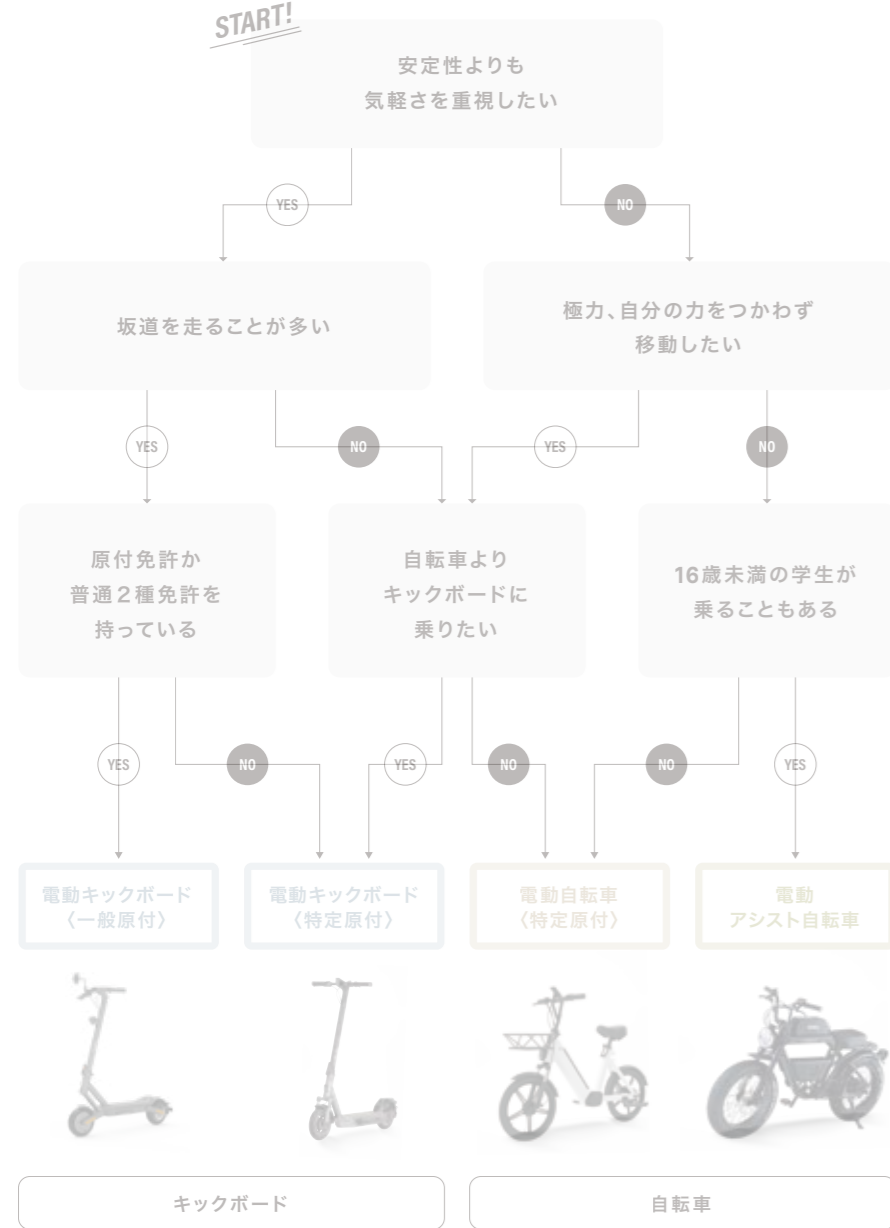 START!
安定性よりも
気軽さを重視したい
YES
NO
坂道を走ることが多い
極力、自分の力をつかわず
移動したい
YES
NO
YES
NO
原付免許か
普通2種免許を
持っている
自転車より
キックボードに
乗りたい
16歳未満の学生が
乗ることもある
YES
NO
YES
NO
NO
YES
電動キックボード
〈一般原付〉
電動キックボード
〈特定原付〉
電動自転車
〈特定原付〉
電動
アシスト自転車
キックボード
自転車